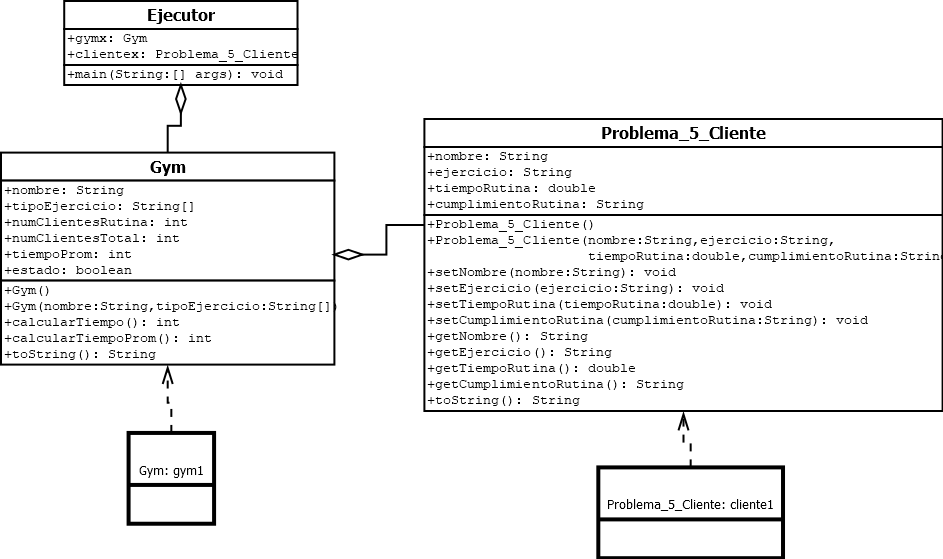 Ejecutor
+gymx: Gym
+clientex: Problema_5_Cliente
+main(String:[] args): void
Gym
+nombre: String
+tipoEjercicio: String[]
+numClientesRutina: int
+numClientesTotal: int
+tiempoProm: int
+estado: boolean
+Gym()
+Gym(nombre:String,tipoEjercicio:String[])
+calcularTiempo(): int
+calcularTiempoProm(): int
+toString(): String
Problema_5_Cliente
+nombre: String
+ejercicio: String
+tiempoRutina: double
+cumplimientoRutina: String
+Problema_5_Cliente()
+Problema_5_Cliente(nombre:String,ejercicio:String,
tiempoRutina:double,cumplimientoRutina:String
+setNombre(nombre:String): void
+setEjercicio(ejercicio:String): void
+setTiempoRutina(tiempoRutina:double): void
+setCumplimientoRutina(cumplimientoRutina:String): void
+getNombre(): String
+getEjercicio(): String
+getTiempoRutina(): double
+getCumplimientoRutina(): String
+toString(): String
Gym: gym1
Problema_5_Cliente: cliente1